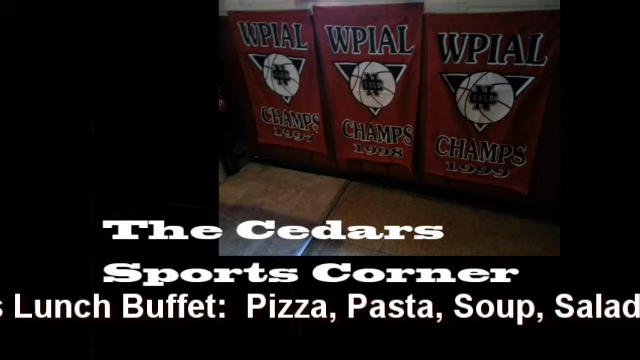 WPIAL WPIAL WPIAL
N N N
CHAMPS CHAMPS CHAMPS
1997 1998 1999
The Cedars
Sports Corner
s Lunch Buffet: Pizza, Pasta, Soup, Salad